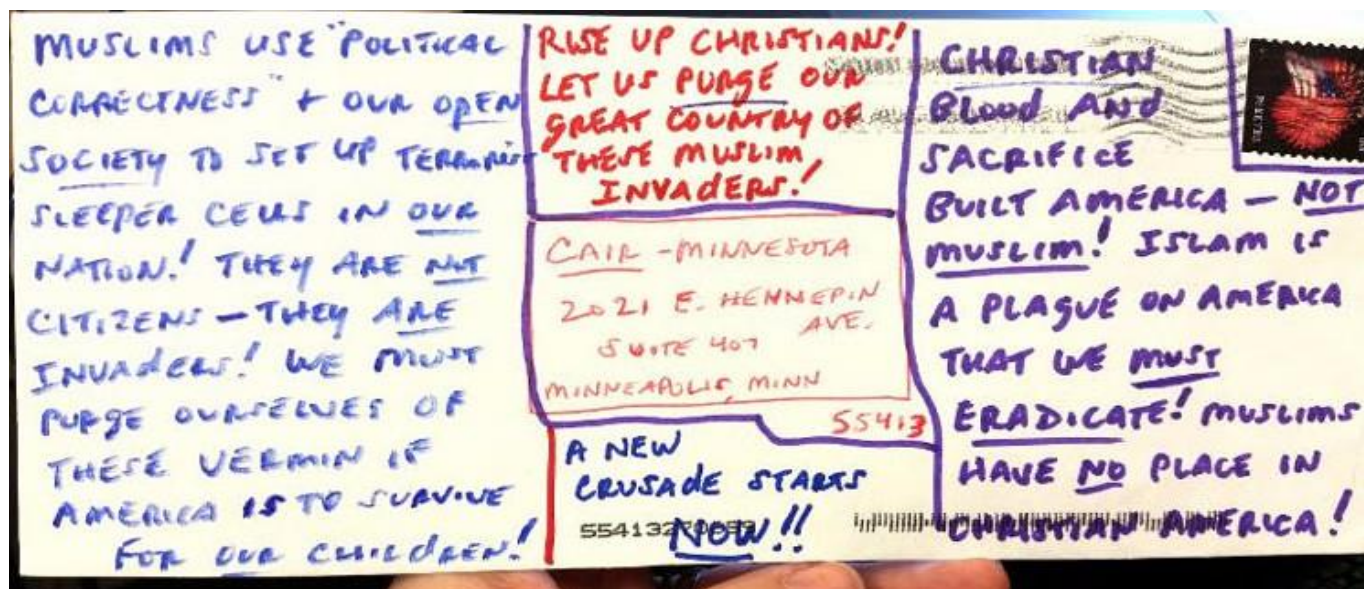 MUSLIMS USE "POLITICAL
CORRECTNESS" + OUR OPEN
SOCIETY TO SET UP TERRORIST
SLEEPER CELLS IN OUR
NATION! THEY ARE NOT
CITIZENS — THEY ARE
INVADERS! WE MUST
PURGE OURSELVES OF
THESE VERMIN IF
AMERICA IS TO SURVIVE
FOR OUR CHILDREN!
RISE UP CHRISTIANS!
LET US PURGE OUR
GREAT COUNTRY OF
THESE MUSLIM
INVADERS!
CAIR - MINNESOTA
2021 E. HENNEPIN
AVE.
SUITE 407
MINNEAPOLIS, MINN
55413
A NEW
CRUSADE STARTS
NOW!!
CHRISTIAN
BLOOD AND
SACRIFICE
BUILT AMERICA — NOT
MUSLIM! ISLAM IS
A PLAGUE ON AMERICA
THAT WE MUST
ERADICATE! MUSLIMS
HAVE NO PLACE IN
CHRISTIAN AMERICA!